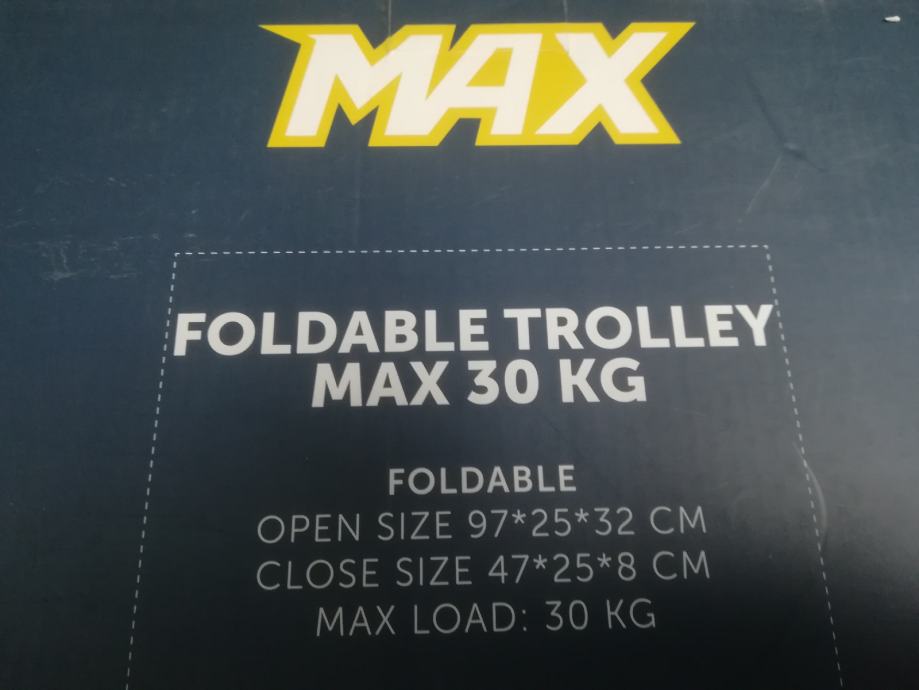 MAX
FOLDABLE TROLLEY
MAX 30 KG
FOLDABLE
OPEN SIZE 97*25*32 CM
CLOSE SIZE 47*25*8 CM
MAX LOAD: 30 KG